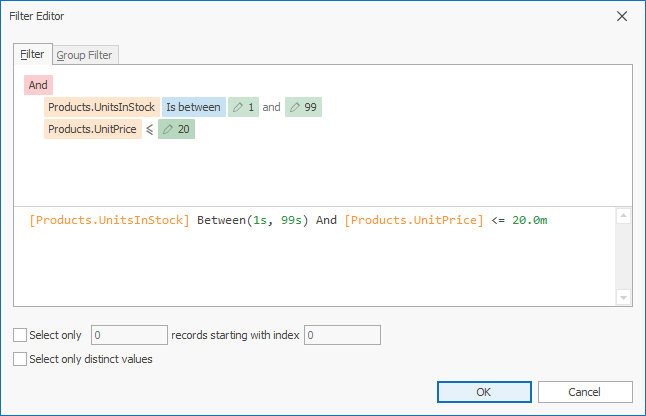 Filter Editor
Filter Group Filter
And
Products.UnitsInStock Is between 1 and 99
Products.UnitPrice ≤ 20
[Products.UnitsInStock] Between(1s, 99s) And [Products.UnitPrice] <= 20.0m
Select only 0 records starting with index 0
Select only distinct values
OK Cancel